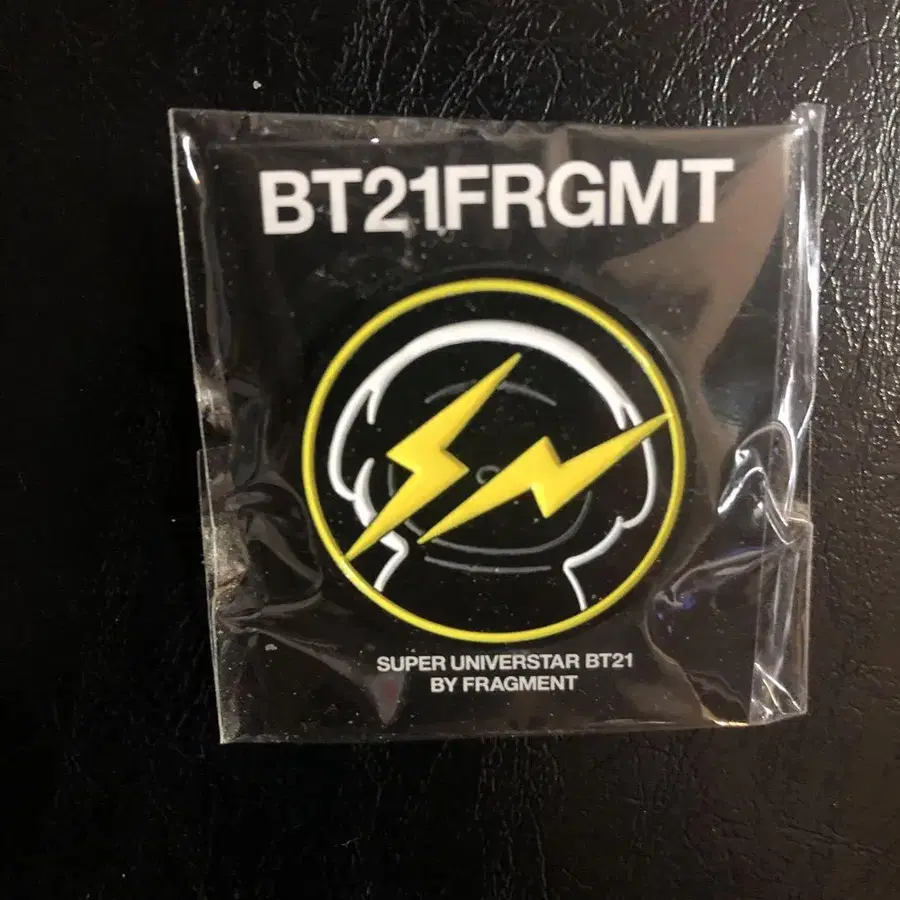 BT21FRGMT
SUPER UNIVERSTAR BT21
BY FRAGMENT